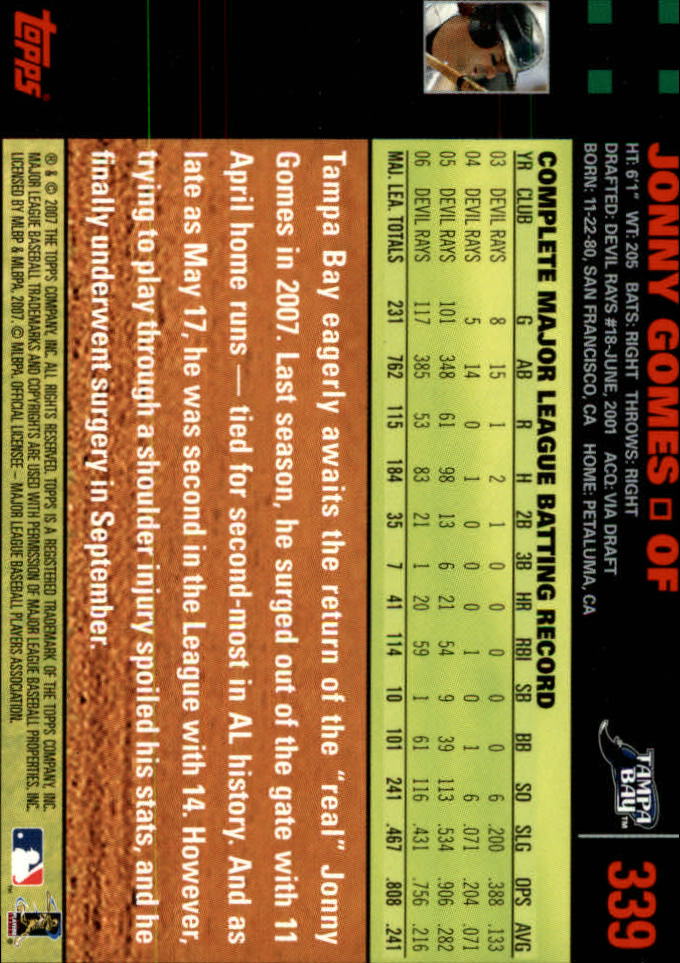 JONNY GOMES □ OF
339
HT: 6'1" WT: 205 BATS: RIGHT THROWS: RIGHT
DRAFTED: DEVIL RAYS #18-JUNE, 2001 ACQ: VIA DRAFT
BORN: 11-22-80, SAN FRANCISCO, CA HOME: PETALUMA, CA
TAMPA
BAY™
COMPLETE MAJOR LEAGUE BATTING RECORD
YR CLUB G AB R H 2B 3B HR RBI SB BB SO SLG OPS AVG
03 DEVIL RAYS 8 15 1 2 1 0 0 0 0 0 6 .200 .388 .133
04 DEVIL RAYS 5 14 0 1 0 0 0 1 0 1 6 .071 .204 .071
05 DEVIL RAYS 101 348 61 98 13 6 21 54 9 39 113 .534 .906 .282
06 DEVIL RAYS 117 385 53 83 21 1 20 59 1 61 116 .431 .756 .216
MAJ. LEA. TOTALS 231 762 115 184 35 7 41 114 10 101 241 .467 .808 .241
Tampa Bay eagerly awaits the return of the "real" Jonny
Gomes in 2007. Last season, he surged out of the gate with 11
April home runs — tied for second-most in AL history. And as
late as May 17, he was second in the League with 14. However,
trying to play through a shoulder injury spoiled his stats, and he
finally underwent surgery in September.
topps®
® & © 2007 THE TOPPS COMPANY, INC. ALL RIGHTS RESERVED. TOPPS IS A REGISTERED TRADEMARK OF THE TOPPS COMPANY, INC.
MAJOR LEAGUE BASEBALL TRADEMARKS AND COPYRIGHTS ARE USED WITH PERMISSION OF MAJOR LEAGUE BASEBALL PROPERTIES, INC.
LICENSED BY MLBP & MLBPA, 2007. © MLBPA, OFFICIAL LICENSEE – MAJOR LEAGUE BASEBALL PLAYERS ASSOCIATION.